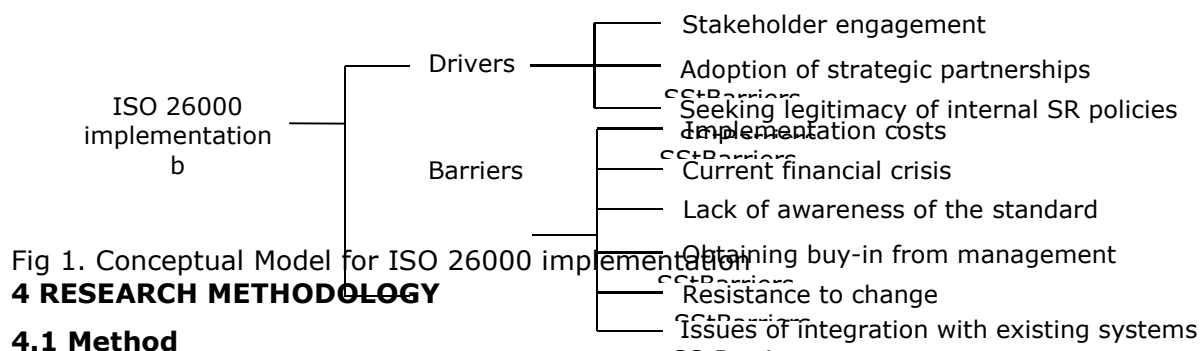 Stakeholder engagement
Drivers
Adoption of strategic partnerships
ISO 26000
implementation
b
Seeking legitimacy of internal SR policies
Implementation costs
Barriers
Current financial crisis
Lack of awareness of the standard
Obtaining buy-in from management
Fig 1. Conceptual Model for ISO 26000 implementation
Resistance to change
4 RESEARCH METHODOLOGY
Issues of integration with existing systems
4.1 Method